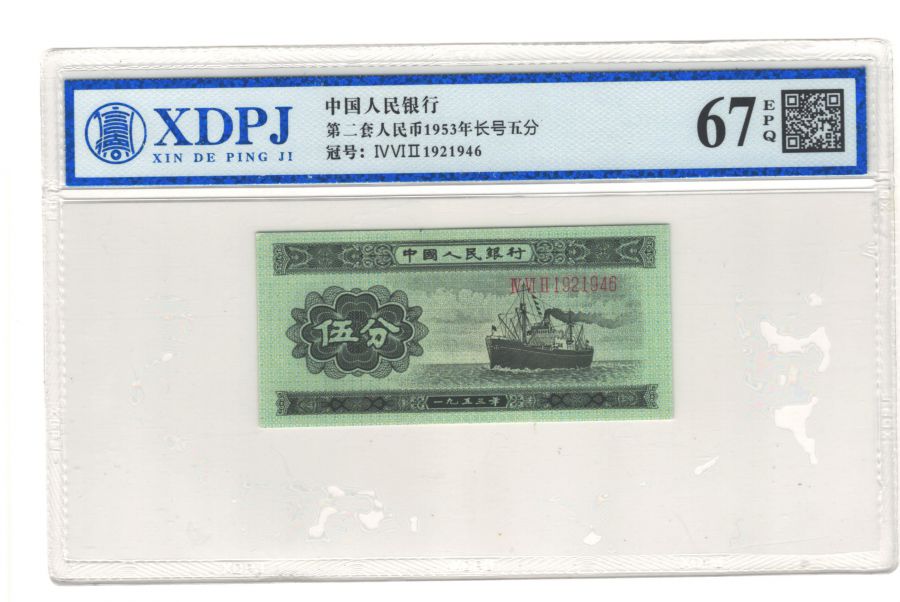 XDPJ
XIN DE PING JI
中国人民银行
第二套人民币1953年长号五分
冠号：ⅣⅥⅡ1921946
67
EPQ
中國人民銀行
ⅣⅥⅡ1921946
伍分
一九五三年